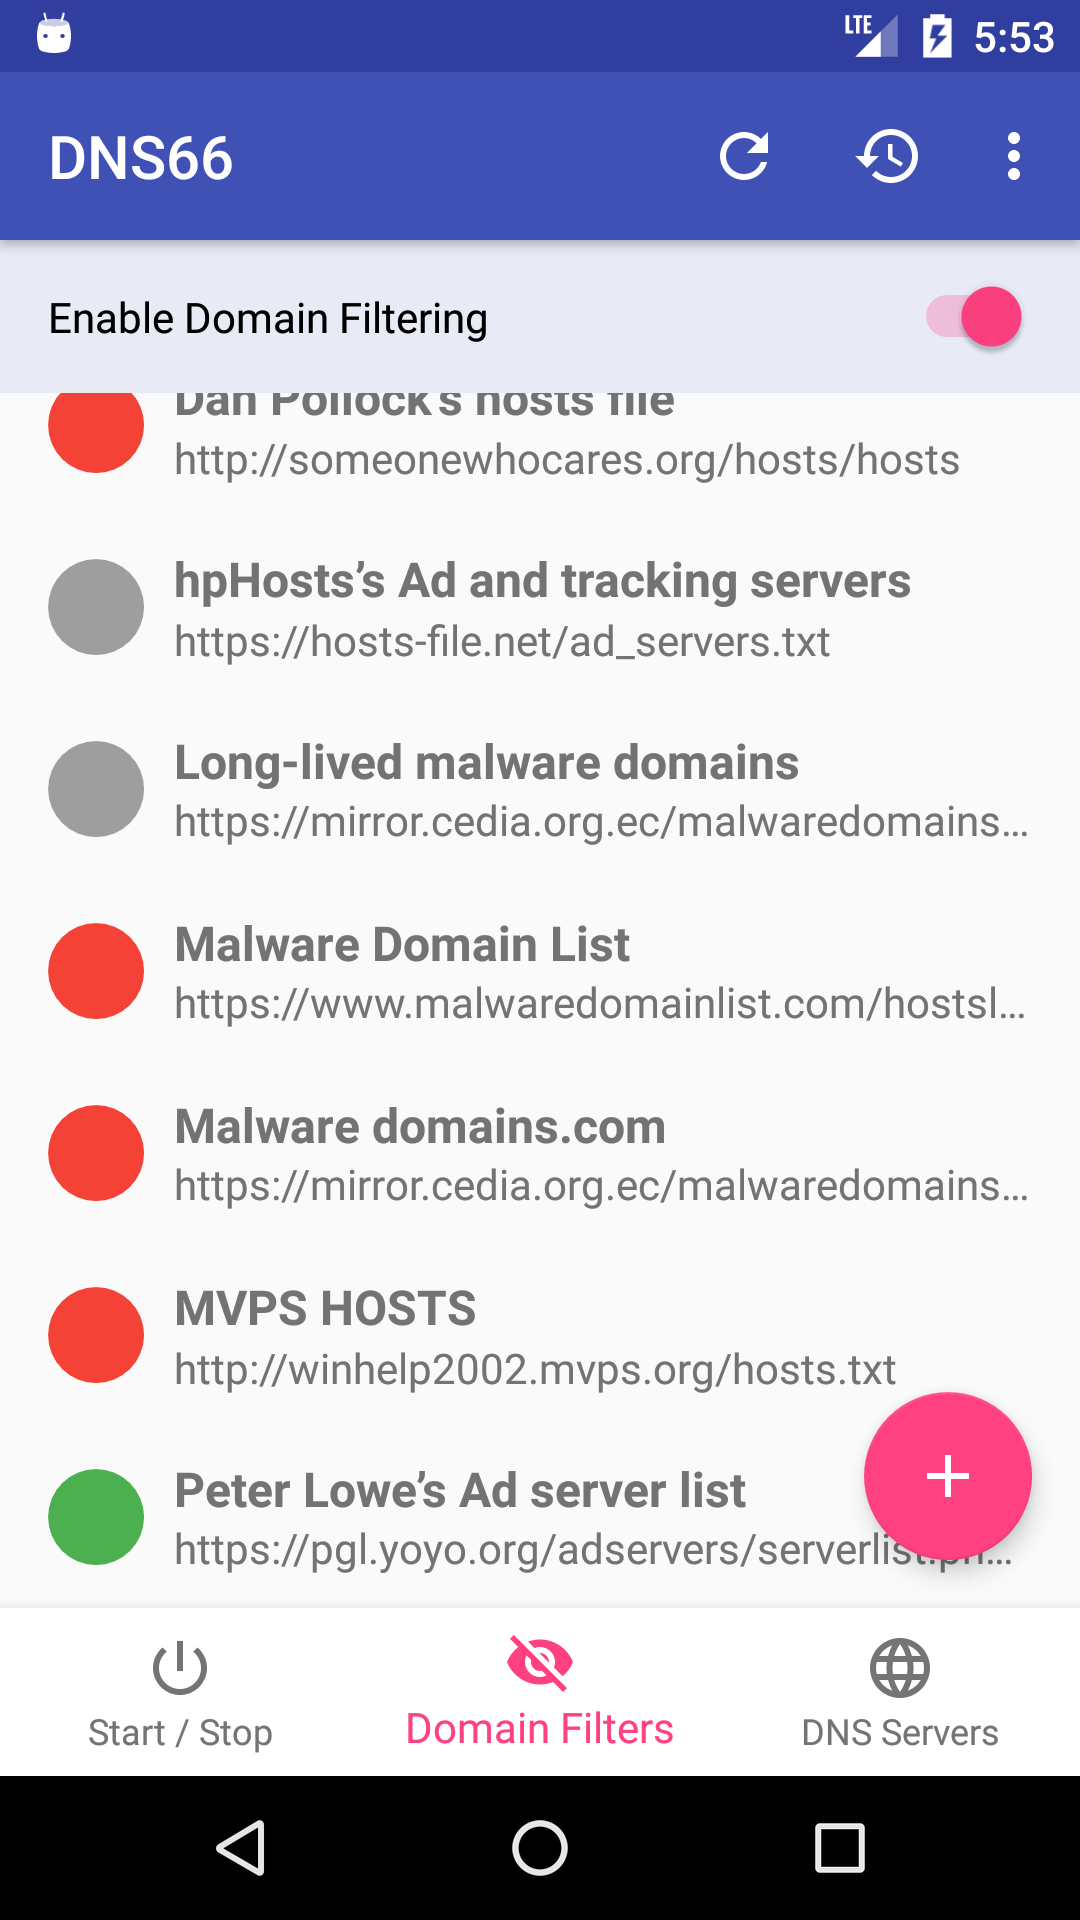 LTE 5:53
DNS66
Enable Domain Filtering
Dan Pollock's hosts file
http://someonewhocares.org/hosts/hosts
hpHosts’s Ad and tracking servers
https://hosts-file.net/ad_servers.txt
Long-lived malware domains
https://mirror.cedia.org.ec/malwaredomains…
Malware Domain List
https://www.malwaredomainlist.com/hostsl…
Malware domains.com
https://mirror.cedia.org.ec/malwaredomains…
MVPS HOSTS
http://winhelp2002.mvps.org/hosts.txt
Peter Lowe’s Ad server list
https://pgl.yoyo.org/adservers/serverlist.ph…
Start / Stop
Domain Filters
DNS Servers